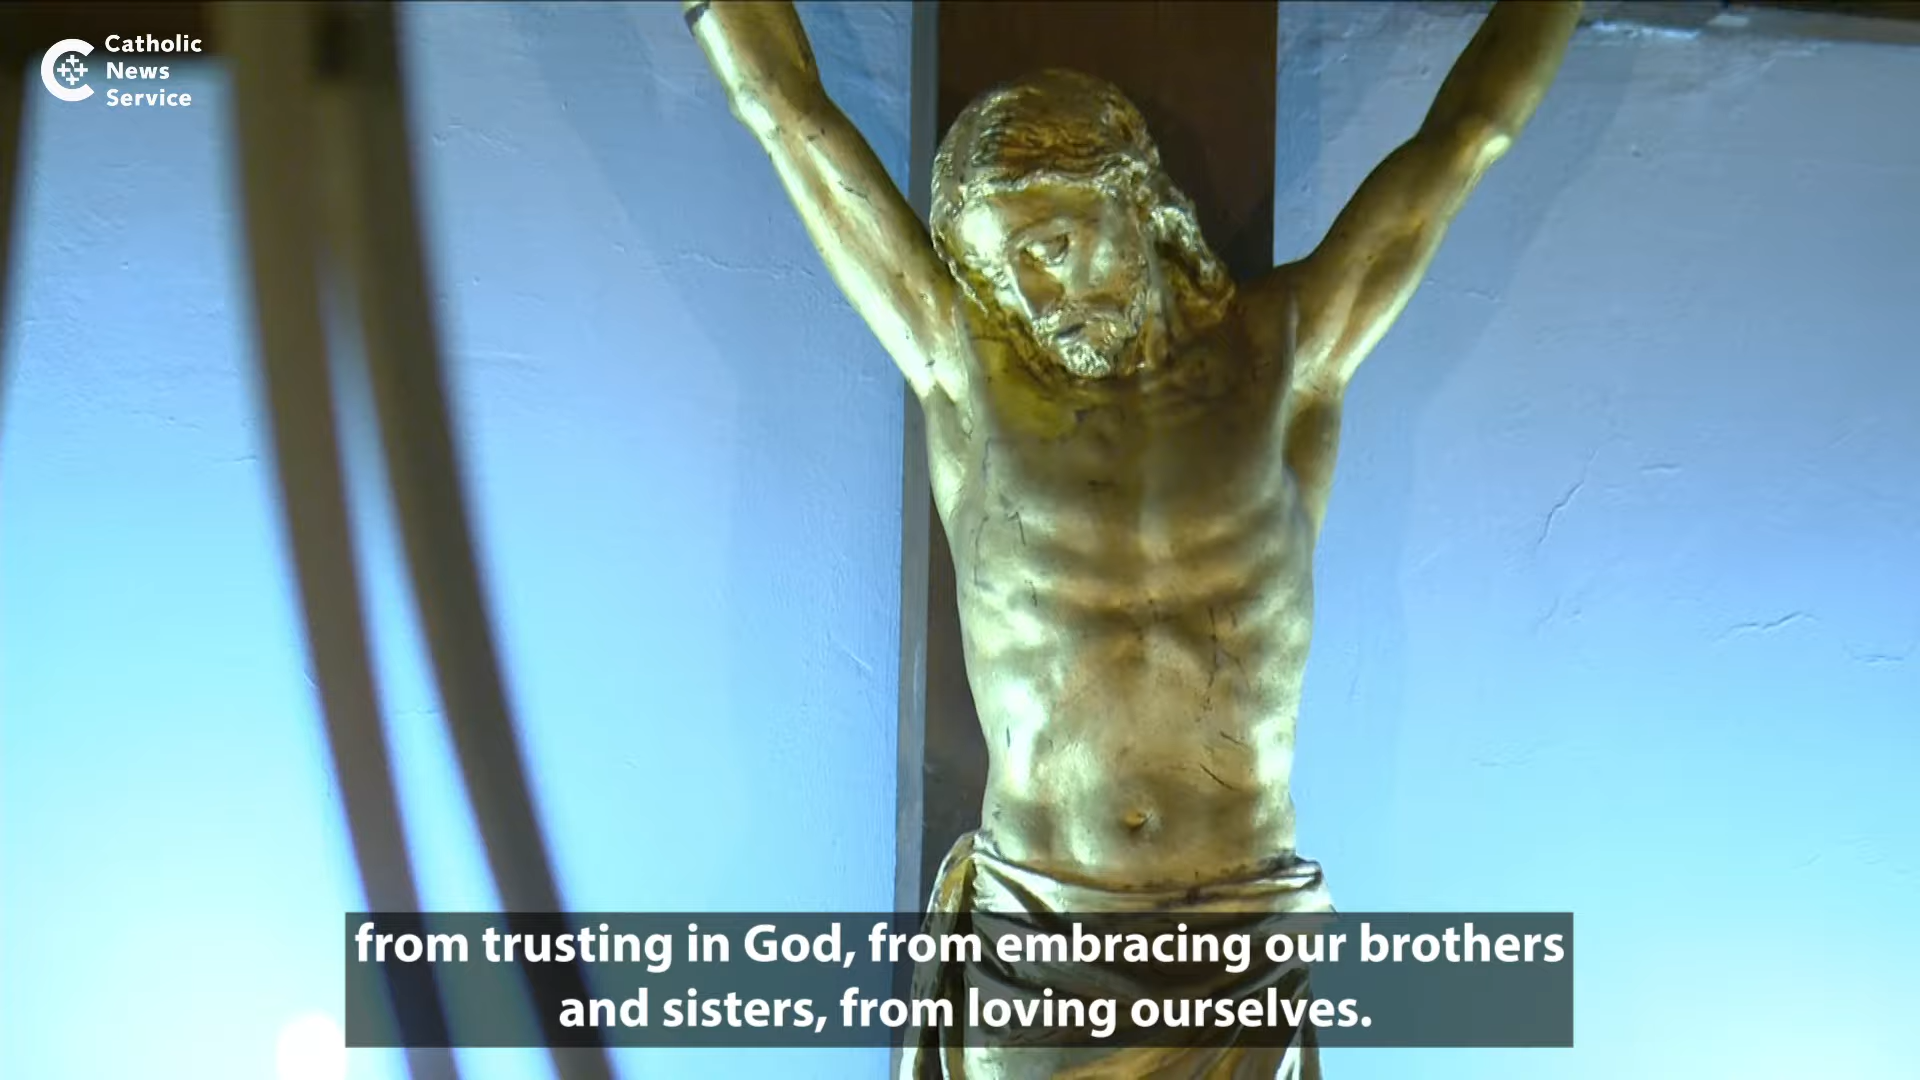 Catholic
News
Service
from trusting in God, from embracing our brothers
and sisters, from loving ourselves.